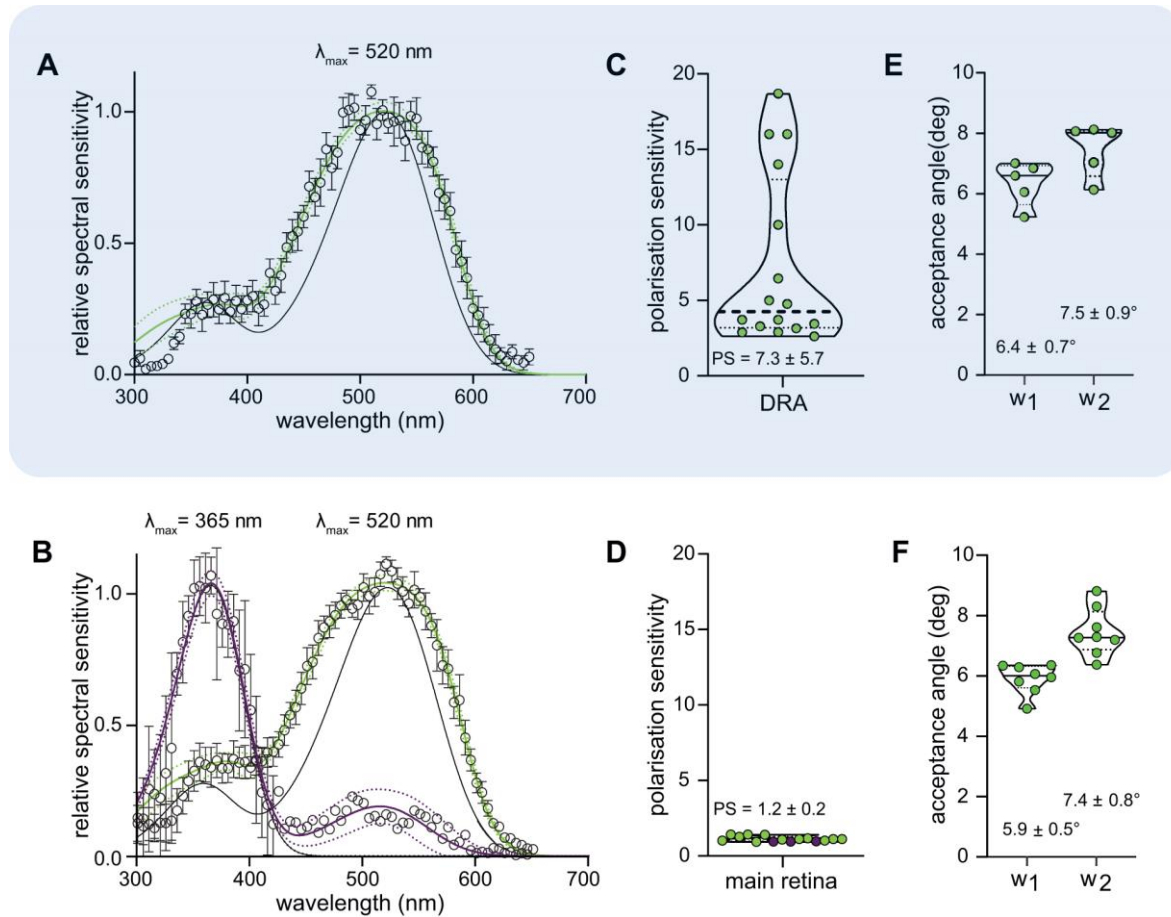 A
λmax= 520 nm
relative spectral sensitivity
1.0
0.5
0.0
300 400 500 600 700
wavelength (nm)
C
polarisation sensitivity
20
15
10
5
0
PS = 7.3 ± 5.7
DRA
E
acceptance angle(deg)
10
8
6
4
2
0
7.5 ± 0.9°
6.4 ± 0.7°
w1 w2
B
λmax= 365 nm λmax= 520 nm
relative spectral sensitivity
1.0
0.5
0.0
300 400 500 600 700
wavelength (nm)
D
polarisation sensitivity
20
15
10
5
0
PS = 1.2 ± 0.2
main retina
F
acceptance angle (deg)
10
8
6
4
2
0
7.4 ± 0.8°
5.9 ± 0.5°
w1 w2